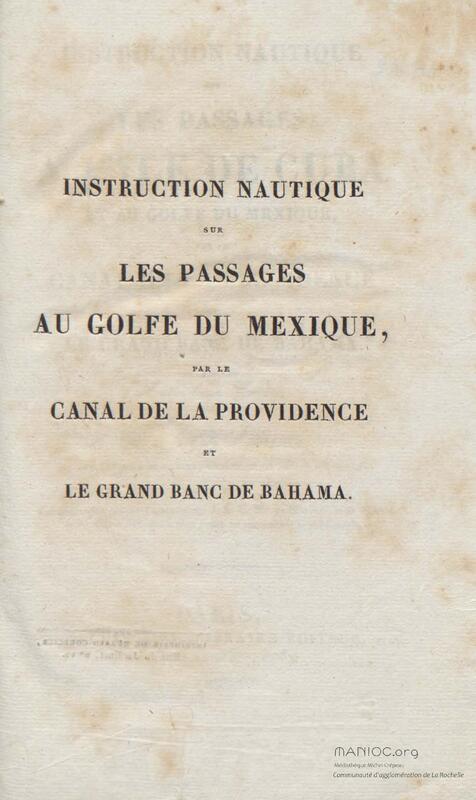 INSTRUCTION NAUTIQUE
SUR
LES PASSAGES
AU GOLFE DU MEXIQUE,
PAR LE
CANAL DE LA PROVIDENCE
ET
LE GRAND BANC DE BAHAMA.
MANIOC.org
Médiathèque Michel-Crépeau
Communauté d'agglomération de La Rochelle